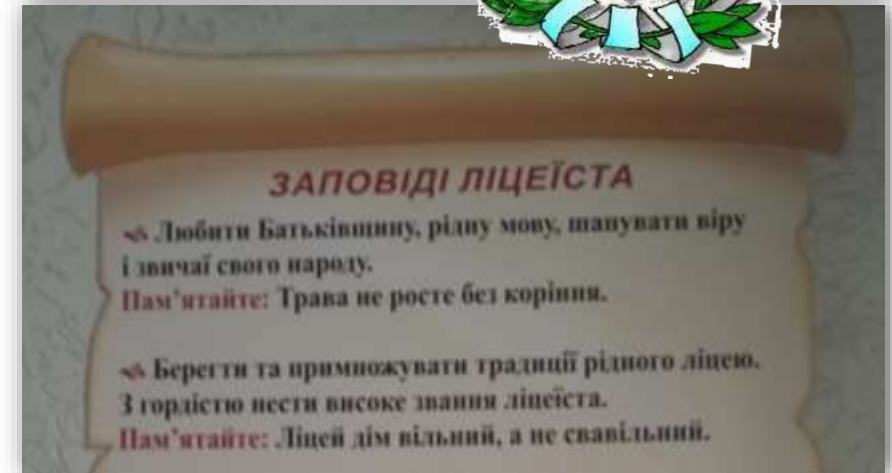 ЗАПОВІДІ ЛІЦЕЇСТА
Любити Батьківщину, рідну мову, шанувати віру
і звичаї свого народу.
Пам'ятайте: Трава не росте без коріння.
Берегти та примножувати традиції рідного ліцею.
З гордістю нести високе звання ліцеїста.
Пам'ятайте: Ліцей дім вільний, а не свавільний.